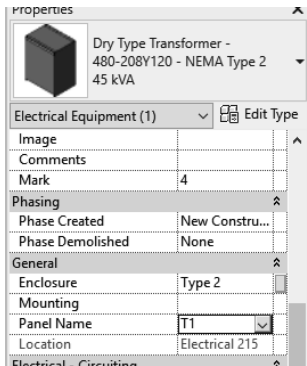 Properties
Dry Type Transformer -
480-208Y120 - NEMA Type 2
45 kVA
Electrical Equipment (1) Edit Type
Image
Comments
Mark 4
Phasing
Phase Created New Constru...
Phase Demolished None
General
Enclosure Type 2
Mounting
Panel Name T1
Location Electrical 215
Electrical - Circuiting